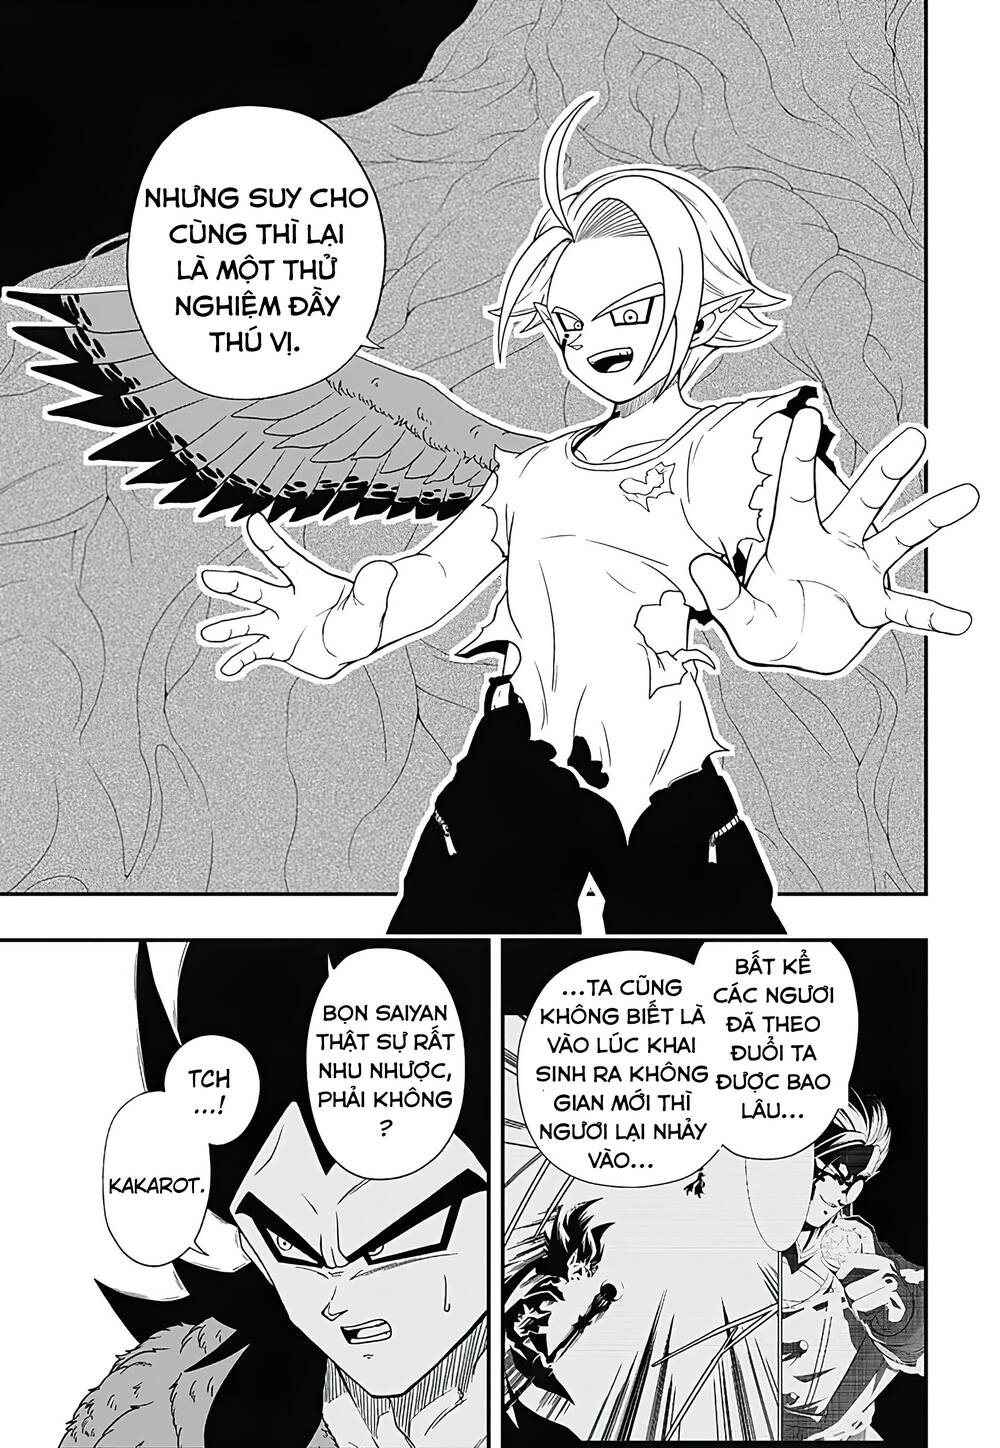 NHƯNG SUY CHO
CÙNG THÌ LẠI
LÀ MỘT THỬ
NGHIỆM ĐẦY
THÚ VỊ.
BẤT KỂ
CÁC NGƯƠI
ĐÃ THEO
ĐUỔI TA
ĐƯỢC BAO
LÂU...
...TA CŨNG
KHÔNG BIẾT LÀ
VÀO LÚC KHAI
SINH RA KHÔNG
GIAN MỚI THÌ
NGƯƠI LẠI NHẢY
VÀO...
BỌN SAIYAN
THẬT SỰ RẤT
NHU NHƯỢC,
PHẢI KHÔNG
?
TCH
...!
KAKAROT.